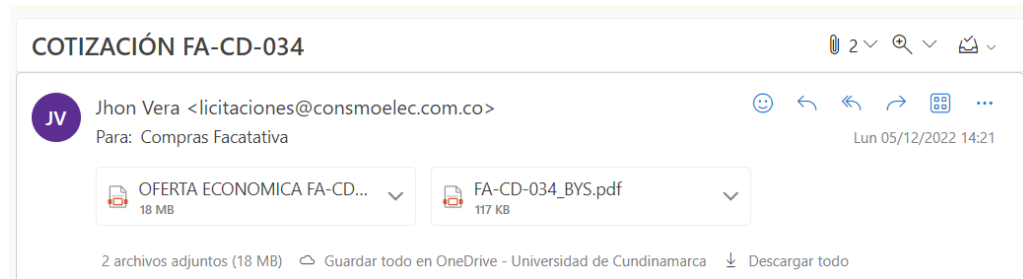 COTIZACIÓN FA-CD-034
2
JV
Jhon Vera <licitaciones@consmoelec.com.co>
Para: Compras Facatativa
Lun 05/12/2022 14:21
OFERTA ECONOMICA FA-CD...
18 MB
FA-CD-034_BYS.pdf
117 KB
2 archivos adjuntos (18 MB) Guardar todo en OneDrive - Universidad de Cundinamarca Descargar todo